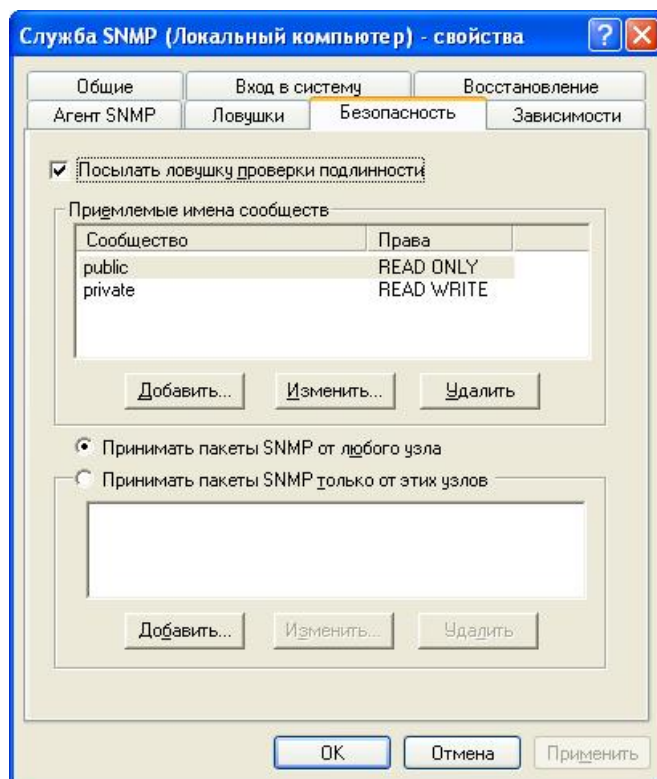 Служба SNMP (Локальный компьютер) - свойства
Общие Вход в систему Восстановление
Агент SNMP Ловушки Безопасность Зависимости
Посылать ловушку проверки подлинности
Приемлемые имена сообществ
Сообщество Права
public READ ONLY
private READ WRITE
Добавить... Изменить... Удалить
Принимать пакеты SNMP от любого узла
Принимать пакеты SNMP только от этих узлов
Добавить... Изменить... Удалить
OK Отмена Применить